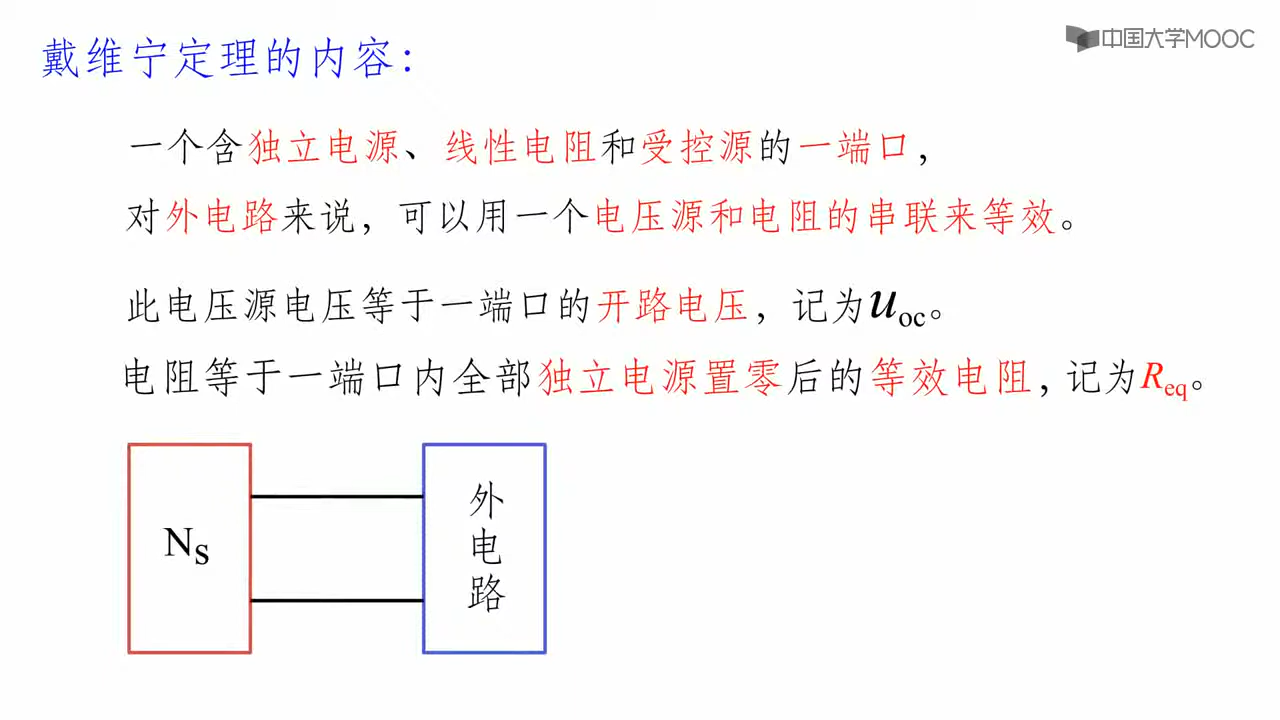 戴维宁定理的内容：
中国大学MOOC
一个含独立电源、线性电阻和受控源的一端口，
对外电路来说，可以用一个电压源和电阻的串联来等效。
此电压源电压等于一端口的开路电压，记为uoc。
电阻等于一端口内全部独立电源置零后的等效电阻，记为Req。
NS
外
电
路